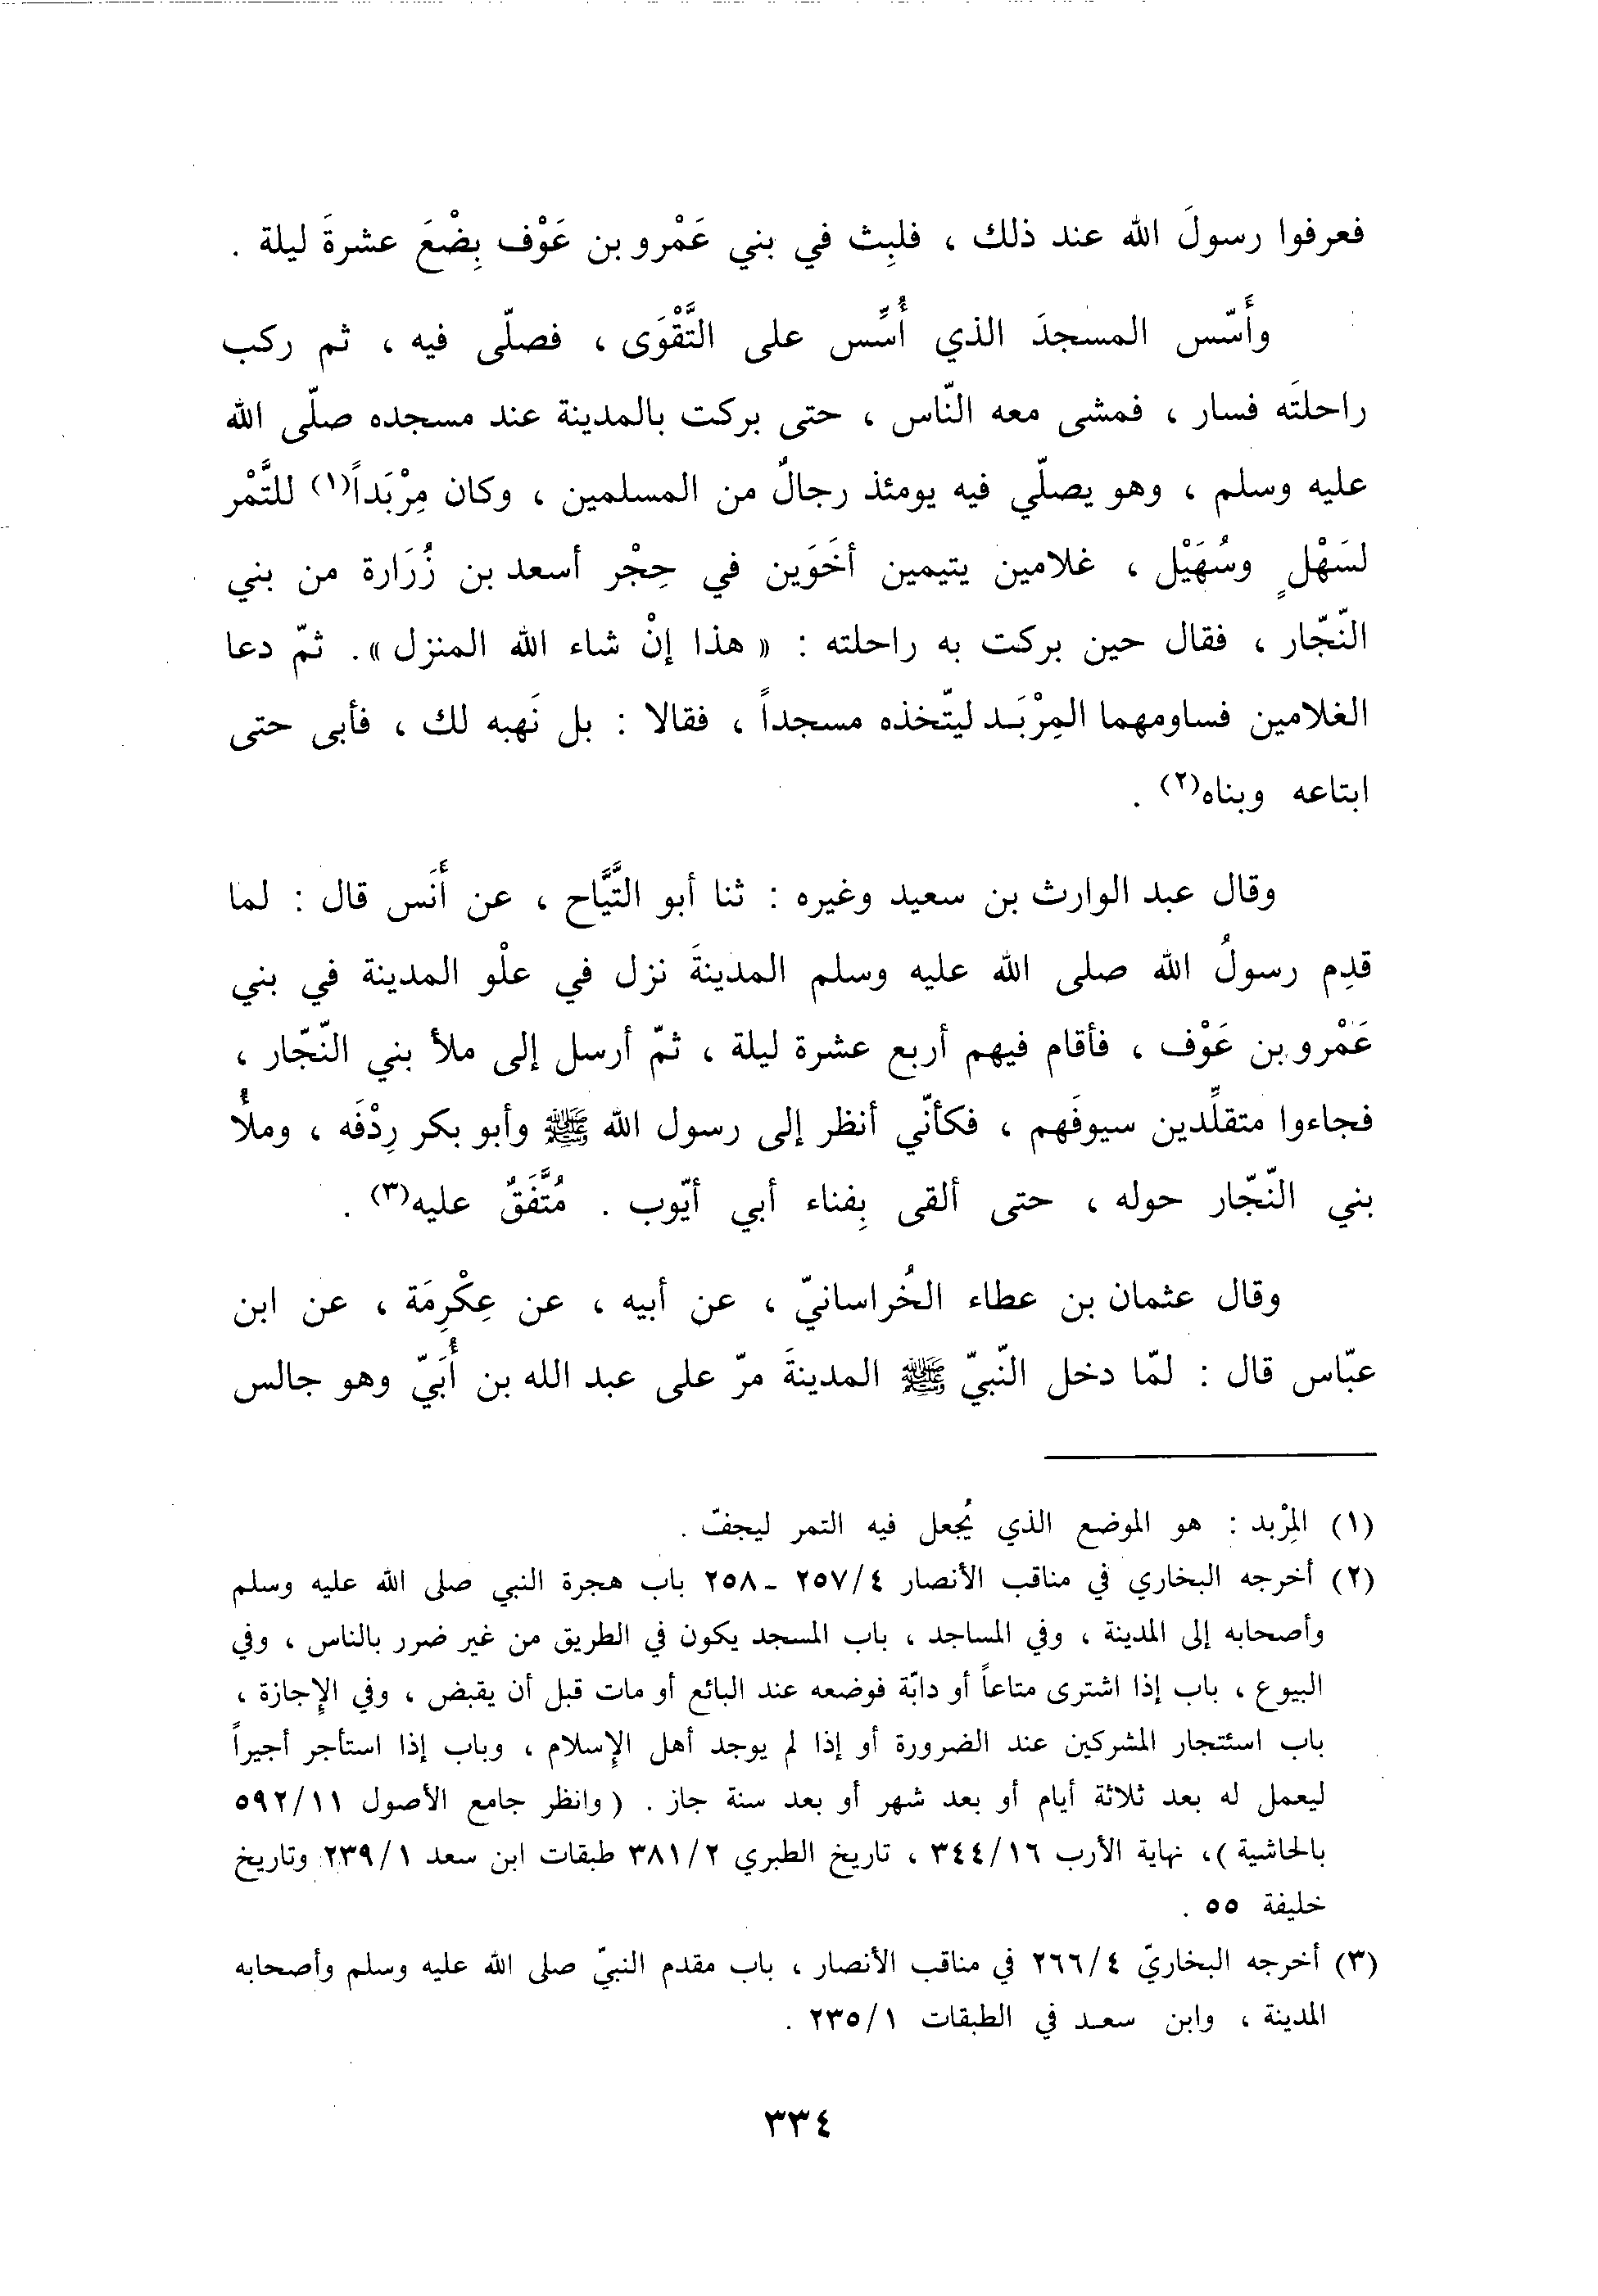 فعرفوا رسولَ الله عند ذلك ، فلبِث في بني عَمْرو بن عَوْف بِضْعَ عشرةَ ليلة .
وأَسّس المسجدَ الذي أُسِّس على التَّقْوَى ، فصلّى فيه ، ثم ركب
راحلتَه فسار ، فمشى معه النّاس ، حتى بركت بالمدينة عند مسجده صلّى الله
عليه وسلم ، وهو يصلّي فيه يومئذ رجالٌ من المسلمين ، وكان مِرْبَداً(١) للتَّمْر
لسَهْلٍ وسُهَيْل ، غلامين يتيمين أخَوَين في حِجْر أسعد بن زُرَارة من بني
النّجّار ، فقال حين بركت به راحلته : « هذا إنْ شاء الله المنزل ». ثمّ دعا
الغلامين فساومهما المِرْبَد ليتّخذه مسجداً ، فقالا : بل نَهبه لك ، فأبى حتى
ابتاعه وبناه(٢) .
وقال عبد الوارث بن سعيد وغيره : ثنا أبو التَّيَّاح ، عن أَنَس قال : لما
قدِم رسولُ الله صلى الله عليه وسلم المدينةَ نزل في علْو المدينة في بني
عَمْرو بن عَوْف ، فأقام فيهم أربع عشرة ليلة ، ثمّ أرسل إلى ملأ بني النّجّار ،
فجاءوا متقلِّدين سيوفَهم ، فكأنّي أنظر إلى رسول الله ﷺ وأبو بكر رِدْفَه ، وملأُ
بني النّجّار حوله ، حتى ألقى بِفناء أبي أيّوب . مُتَّفَقٌ عليه(٣) .
وقال عثمان بن عطاء الخُراسانيّ ، عن أبيه ، عن عِكْرِمَة ، عن ابن
عبّاس قال : لمّا دخل النّبيّ ﷺ المدينةَ مرّ على عبد الله بن أُبَيّ وهو جالس
(١) المِرْبد : هو الموضع الذي يُجعل فيه التمر ليجفّ .
(٢) أخرجه البخاري في مناقب الأنصار ٢٥٧/٤ ـ ٢٥٨ باب هجرة النبي صلى الله عليه وسلم
وأصحابه إلى المدينة ، وفي المساجد ، باب المسجد يكون في الطريق من غير ضرر بالناس ، وفي
البيوع ، باب إذا اشترى متاعاً أو دابّة فوضعه عند البائع أو مات قبل أن يقبض ، وفي الإجازة ،
باب اسئتجار المشركين عند الضرورة أو إذا لم يوجد أهل الإسلام ، وباب إذا استأجر أجيراً
ليعمل له بعد ثلاثة أيام أو بعد شهر أو بعد سنة جاز . ( وانظر جامع الأصول ٥٩٢/١١
بالحاشية )، نهاية الأرب ٣٤٤/١٦ ، تاريخ الطبري ٣٨١/٢ طبقات ابن سعد ٢٣٩/١ وتاريخ
خليفة ٥٥ .
(٣) أخرجه البخاريّ ٢٦٦/٤ في مناقب الأنصار ، باب مقدم النبيّ صلى الله عليه وسلم وأصحابه
المدينة ، وابن سعد في الطبقات ٢٣٥/١ .
٣٣٤